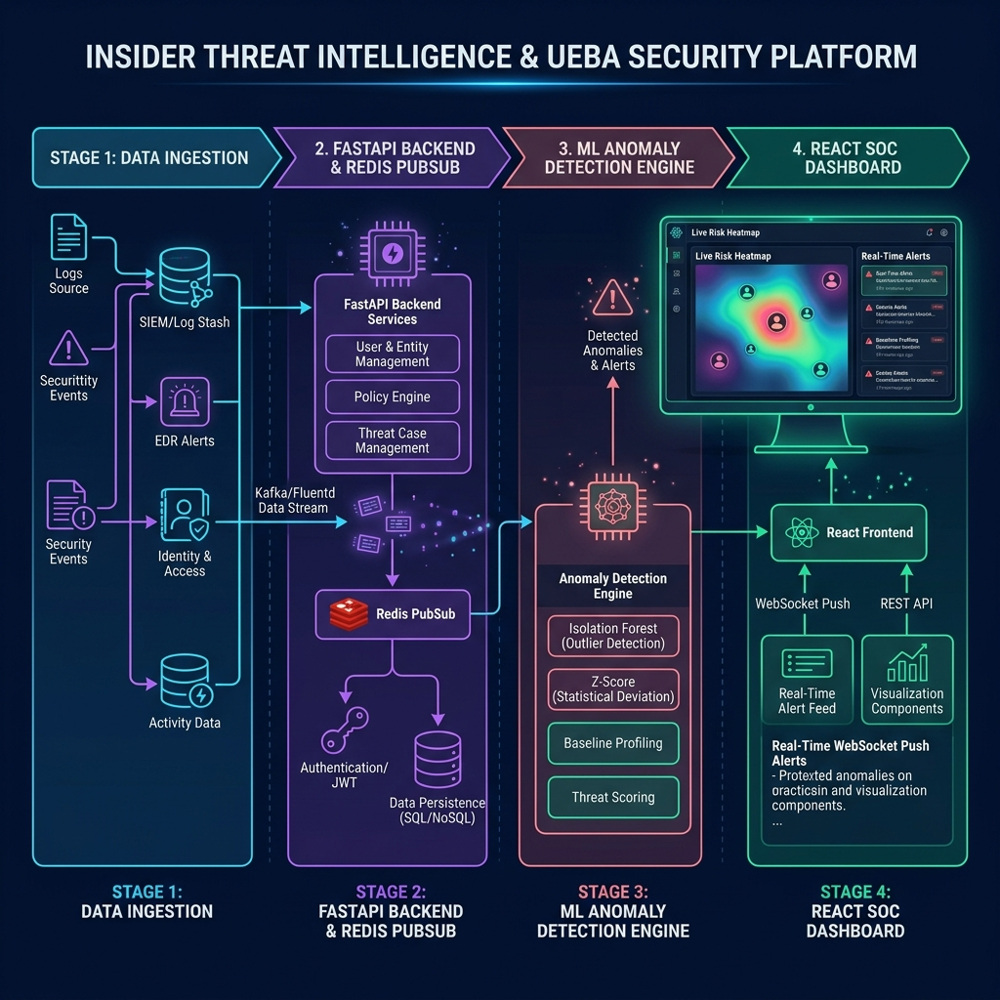 INSIDER THREAT INTELLIGENCE & UEBA SECURITY PLATFORM
STAGE 1: DATA INGESTION
2. FASTAPI BACKEND
& REDIS PUBSUB
3. ML ANOMALY
DETECTION ENGINE
4. REACT SOC
DASHBOARD
Logs
Source
SIEM/Log Stash
Securittity
Events
EDR Alerts
Security
Events
Identity &
Access
Activity Data
Kafka/Fluentd
Data Stream
FastAPI Backend
Services
User & Entity
Management
Policy Engine
Threat Case
Management
Redis PubSub
Authentication/
JWT
Data Persistence
(SQL/NoSQL)
Detected
Anomalies
& Alerts
Anomaly Detection
Engine
Isolation Forest
(Outlier Detection)
Z-Score
(Statistical Deviation)
Baseline Profiling
Threat Scoring
Live Risk Heatmap
Live Risk Heatmap
Real-Time Alerts
React Frontend
WebSocket Push
REST API
Real-Time
Alert Feed
Visualization
Components
Real-Time WebSocket Push
Alerts
- Protexted anomalies on
oracticsin and visualization
components.
...
STAGE 1:
DATA INGESTION
STAGE 2:
FASTAPI BACKEND
& REDIS PUBSUB
STAGE 3:
ML ANOMALY
DETECTION ENGINE
STAGE 4:
REACT SOC
DASHBOARD